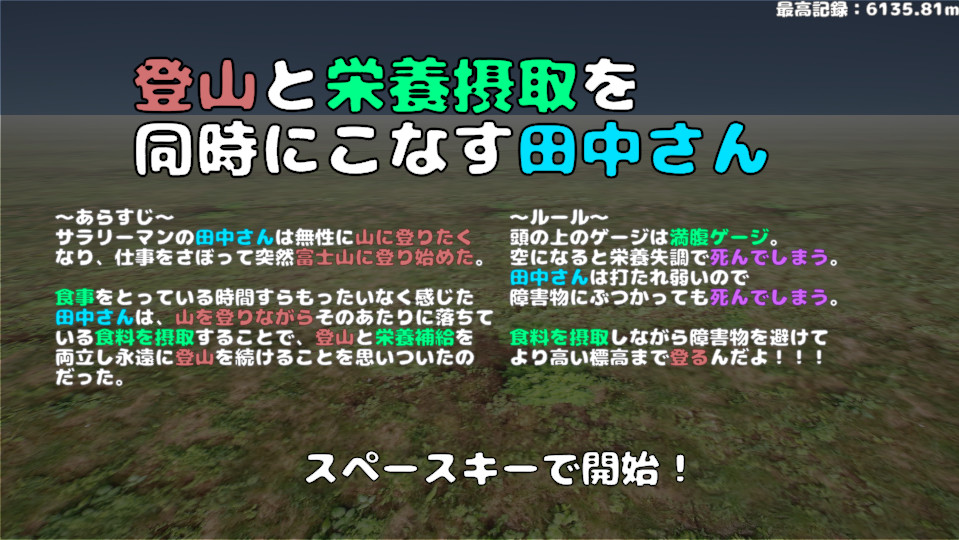 最高記録：6135.81m
登山と栄養摂取を
同時にこなす田中さん
～あらすじ～
サラリーマンの田中さんは無性に山に登りたく
なり、仕事をさぼって突然富士山に登り始めた。
食事をとっている時間すらもったいなく感じた
田中さんは、山を登りながらそのあたりに落ちて
いる食料を摂取することで、登山と栄養補給を
両立し永遠に登山を続けることを思いついたの
だった。
～ルール～
頭の上のゲージは満腹ゲージ。
空になると栄養失調で死んでしまう。
田中さんは打たれ弱いので
障害物にぶつかっても死んでしまう。
食料を摂取しながら障害物を避けて
より高い標高まで登るんだよ！！！
スペースキーで開始！